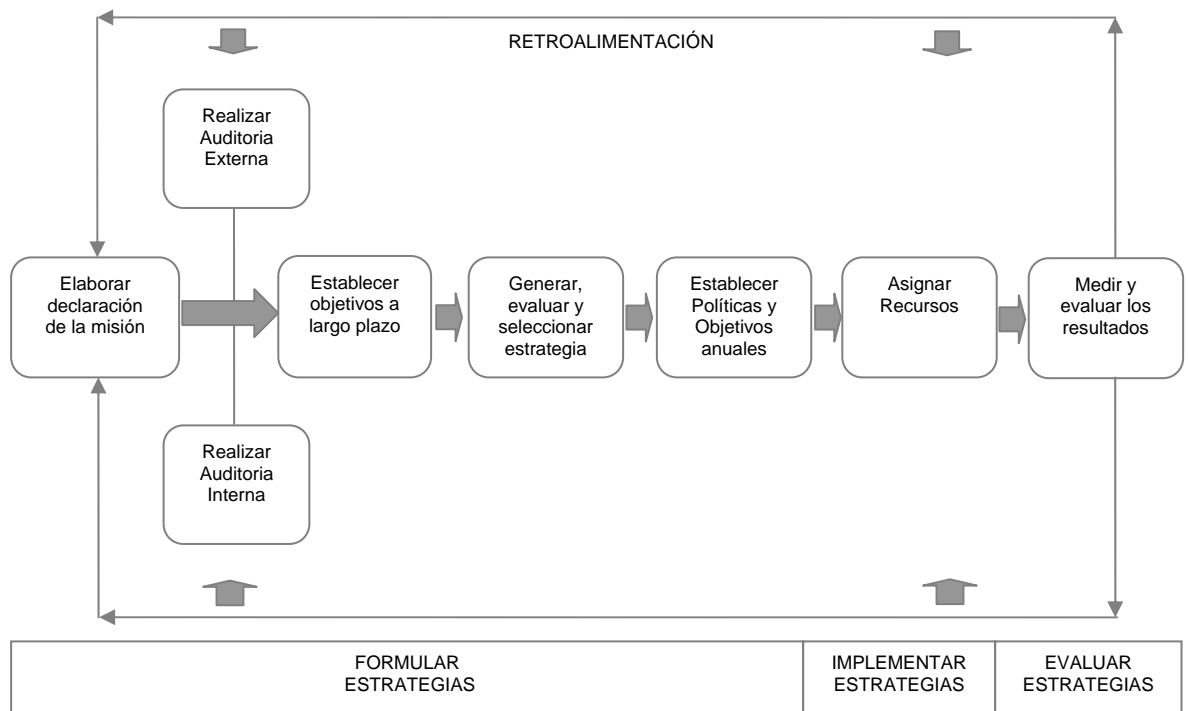 RETROALIMENTACIÓN
Realizar
Auditoria
Externa
Elaborar
declaración
de la misión
Establecer
objetivos a
largo plazo
Generar,
evaluar y
seleccionar
estrategia
Establecer
Políticas y
Objetivos
anuales
Asignar
Recursos
Medir y
evaluar los
resultados
Realizar
Auditoria
Interna
FORMULAR
ESTRATEGIAS
IMPLEMENTAR
ESTRATEGIAS
EVALUAR
ESTRATEGIAS